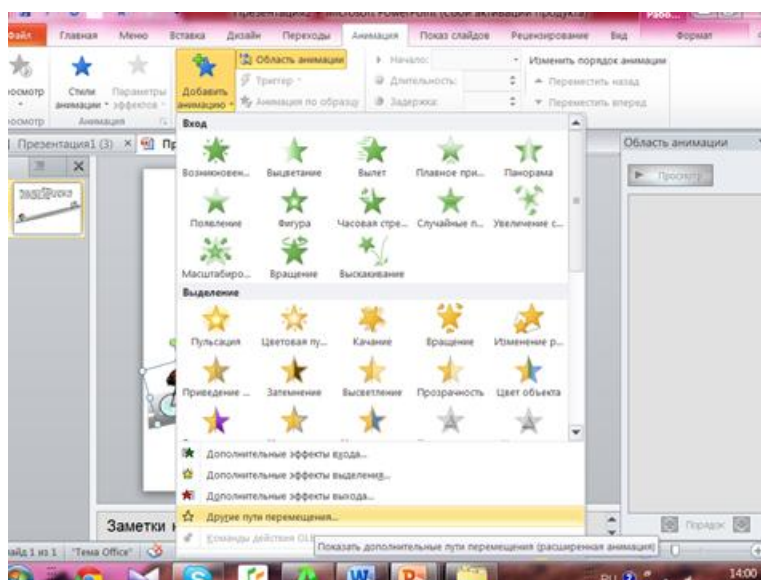 Презентация2 - Microsoft PowerPoint (Сбой активации продукта)
Рабо...
Файл Главная Меню Вставка Дизайн Переходы Анимация Показ слайдов Рецензирование Вид Формат
Область анимации Начало: Изменить порядок анимации
Стили анимации Параметры эффектов Добавить анимацию Триггер Длительность: Переместить назад
Анимация по образцу Задержка: Переместить вперед
Анимация
Презентация1 (3)
Вход
Возникновен... Выцветание Вылет Плавное при... Панорама
Появление Фигура Часовая стре... Случайные п... Увеличение с...
Масштабиро... Вращение Выскакивание
Выделение
Пульсация Цветовая пу... Качание Вращение Изменение р...
Приведение ... Затемнение Высветление Прозрачность Цвет объекта
Дополнительные эффекты входа...
Дополнительные эффекты выделения...
Дополнительные эффекты выхода...
Другие пути перемещения...
Команды действия OLE
Показать дополнительные пути перемещения (расширенная анимация)
Область анимации
Просмотр
Порядок
Заметки
1 из 1 "Тема Office"
RU 14:00